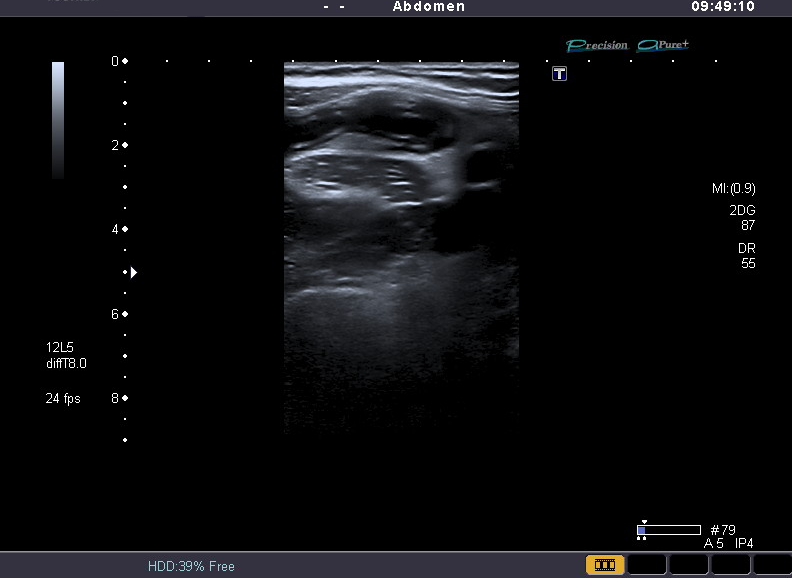 - - Abdomen 09:49:10
Precision APure+
T
0
2
4
6
8
MI:(0.9)
2DG
87
DR
55
12L5
diffT8.0
24 fps
#79
A 5 IP4
HDD:39% Free